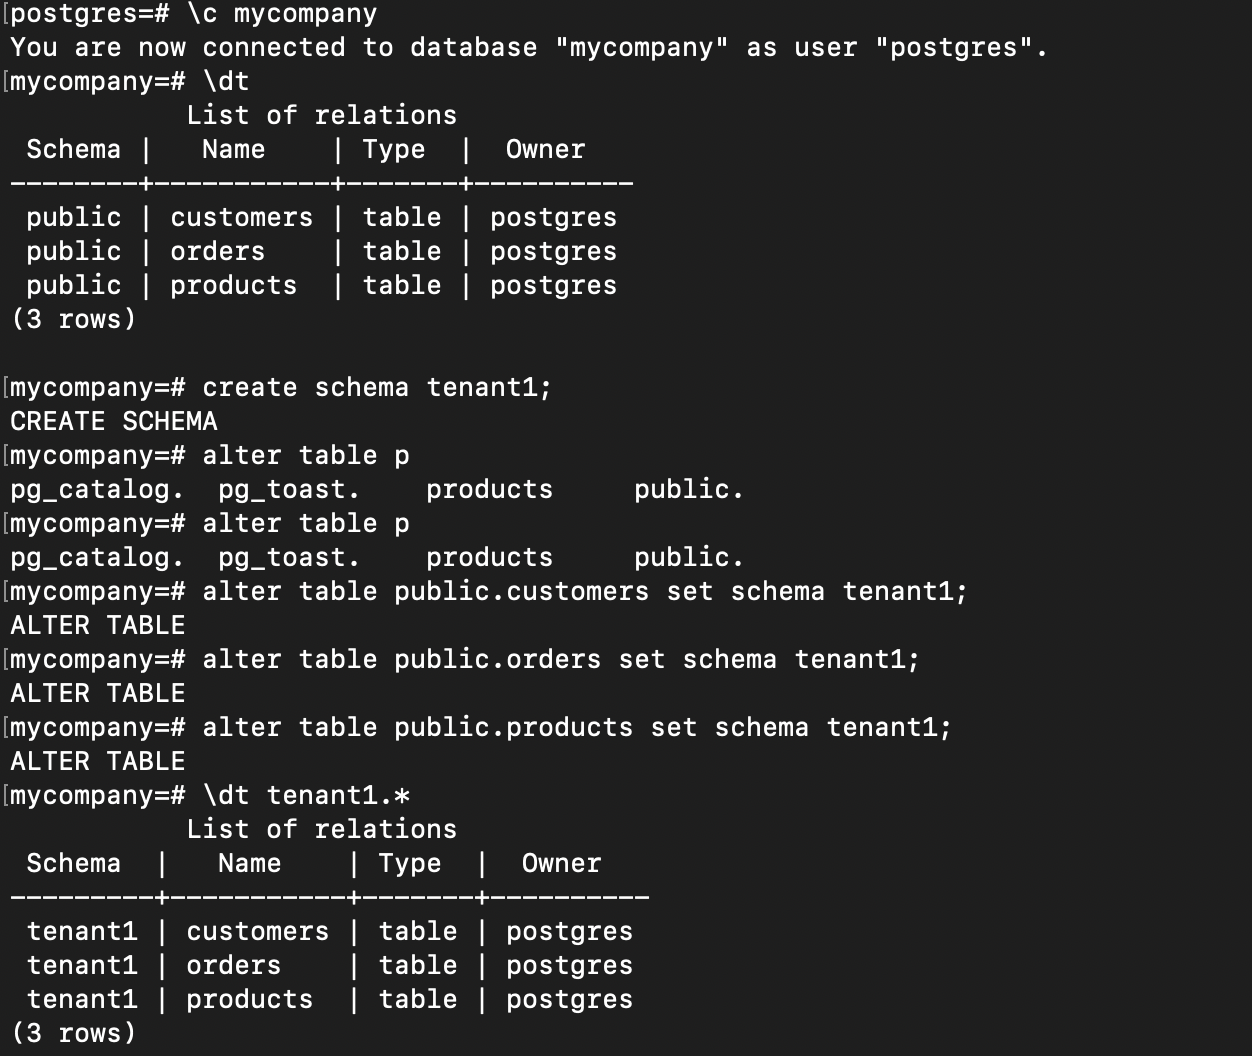 [postgres=# \c mycompany
You are now connected to database "mycompany" as user "postgres".
[mycompany=# \dt
           List of relations
 Schema |   Name    | Type  |  Owner
--------+-----------+-------+----------
 public | customers | table | postgres
 public | orders    | table | postgres
 public | products  | table | postgres
(3 rows)

[mycompany=# create schema tenant1;
CREATE SCHEMA
[mycompany=# alter table p
pg_catalog.  pg_toast.    products     public.
[mycompany=# alter table p
pg_catalog.  pg_toast.    products     public.
[mycompany=# alter table public.customers set schema tenant1;
ALTER TABLE
[mycompany=# alter table public.orders set schema tenant1;
ALTER TABLE
[mycompany=# alter table public.products set schema tenant1;
ALTER TABLE
[mycompany=# \dt tenant1.*
           List of relations
 Schema  |   Name    | Type  |  Owner
---------+-----------+-------+----------
 tenant1 | customers | table | postgres
 tenant1 | orders    | table | postgres
 tenant1 | products  | table | postgres
(3 rows)